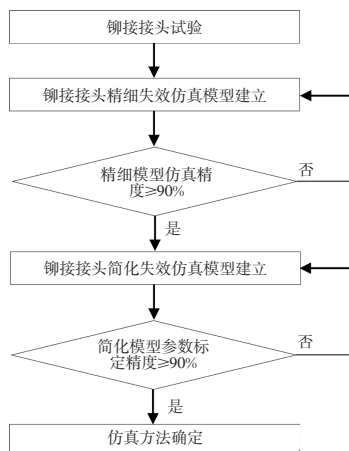 铆接接头试验
铆接接头精细失效仿真模型建立
精细模型仿真精
度≥90%
否
是
铆接接头简化失效仿真模型建立
简化模型参数标
定精度≥90%
否
是
仿真方法确定